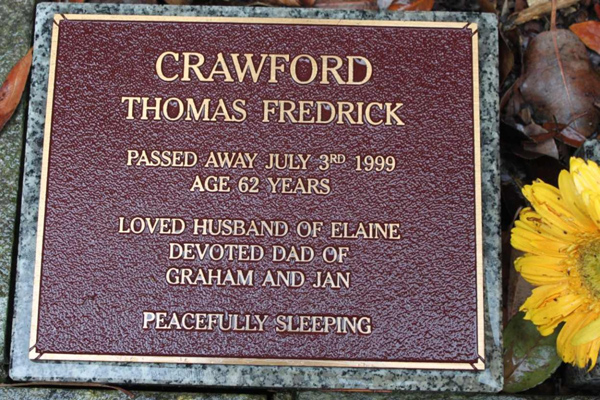 CRAWFORD
THOMAS FREDRICK
PASSED AWAY JULY 3RD 1999
AGE 62 YEARS
LOVED HUSBAND OF ELAINE
DEVOTED DAD OF
GRAHAM AND JAN
PEACEFULLY SLEEPING